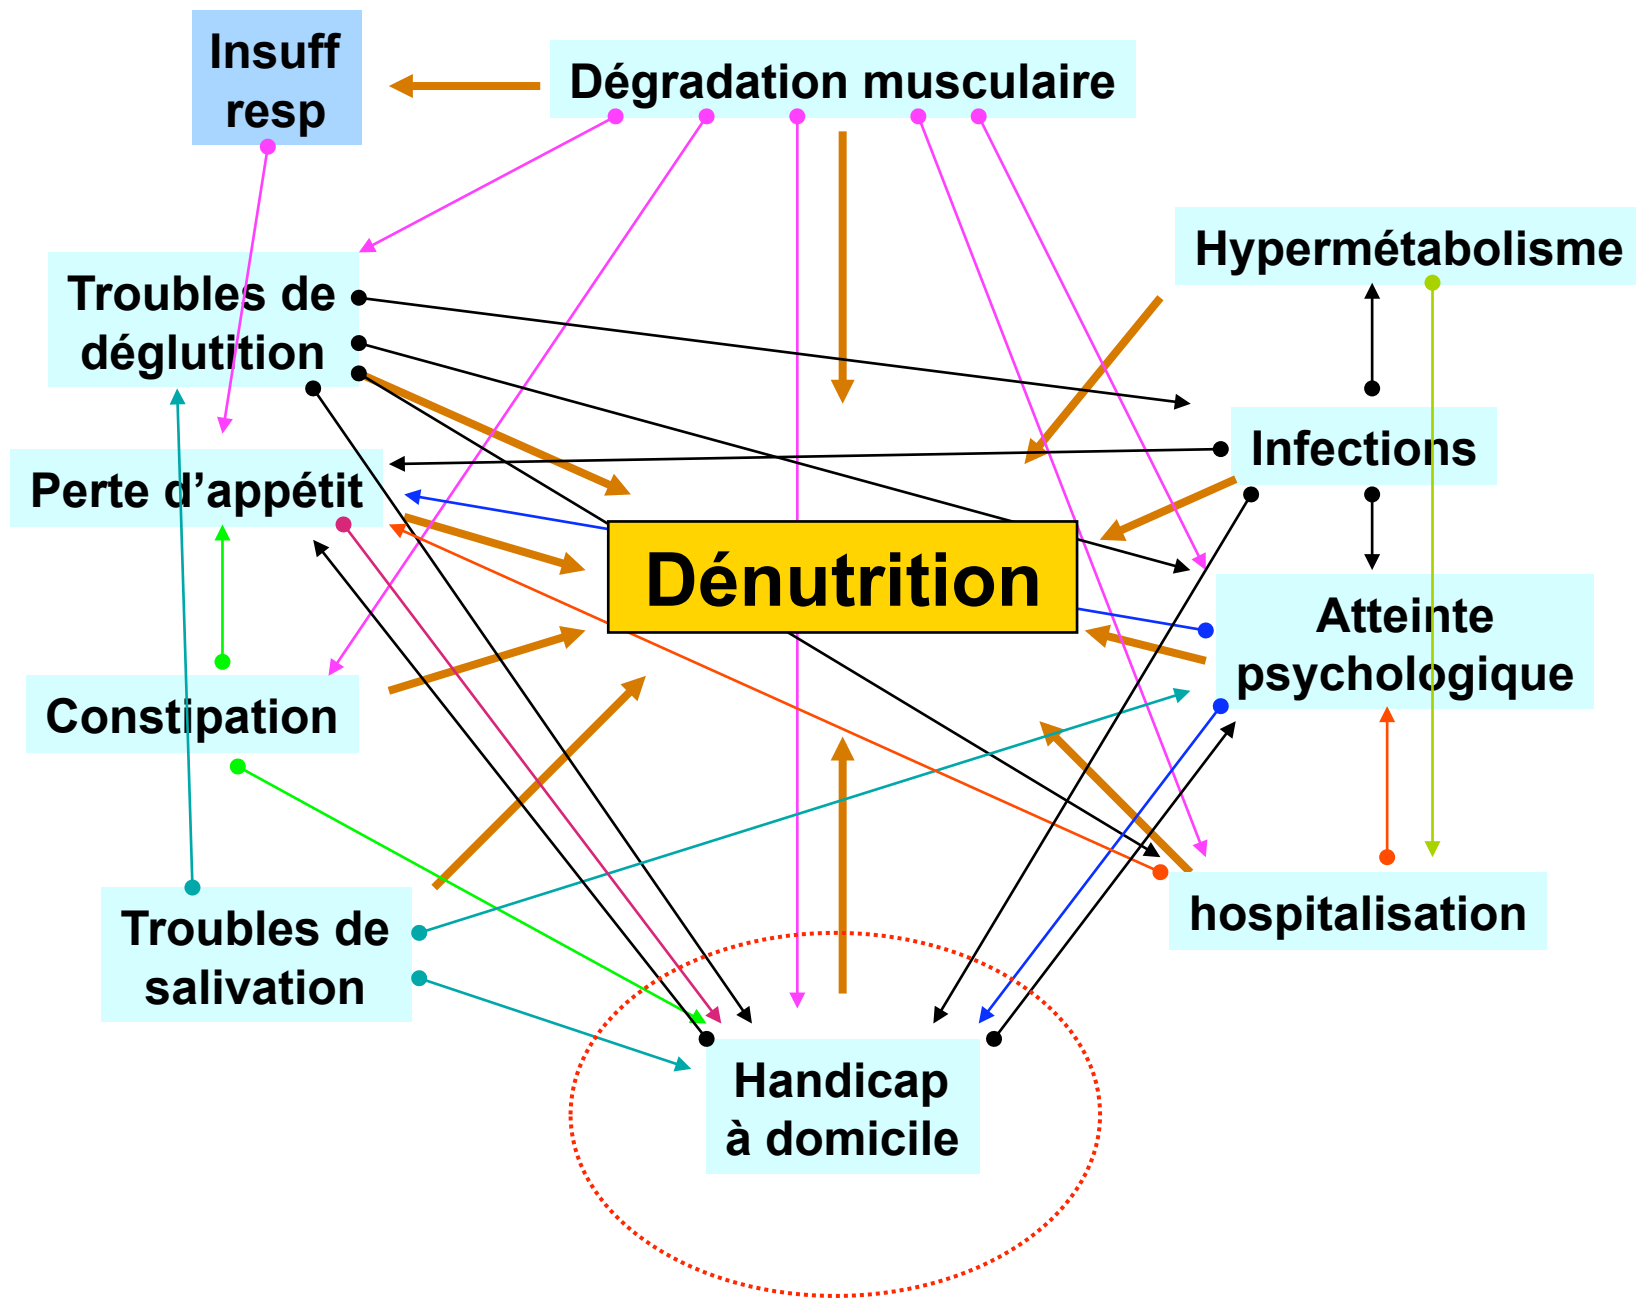 Insuff
resp
Dégradation musculaire
Hypermétabolisme
Troubles de
déglutition
Infections
Perte d’appétit
Dénutrition
Atteinte
psychologique
Constipation
hospitalisation
Troubles de
salivation
Handicap
à domicile